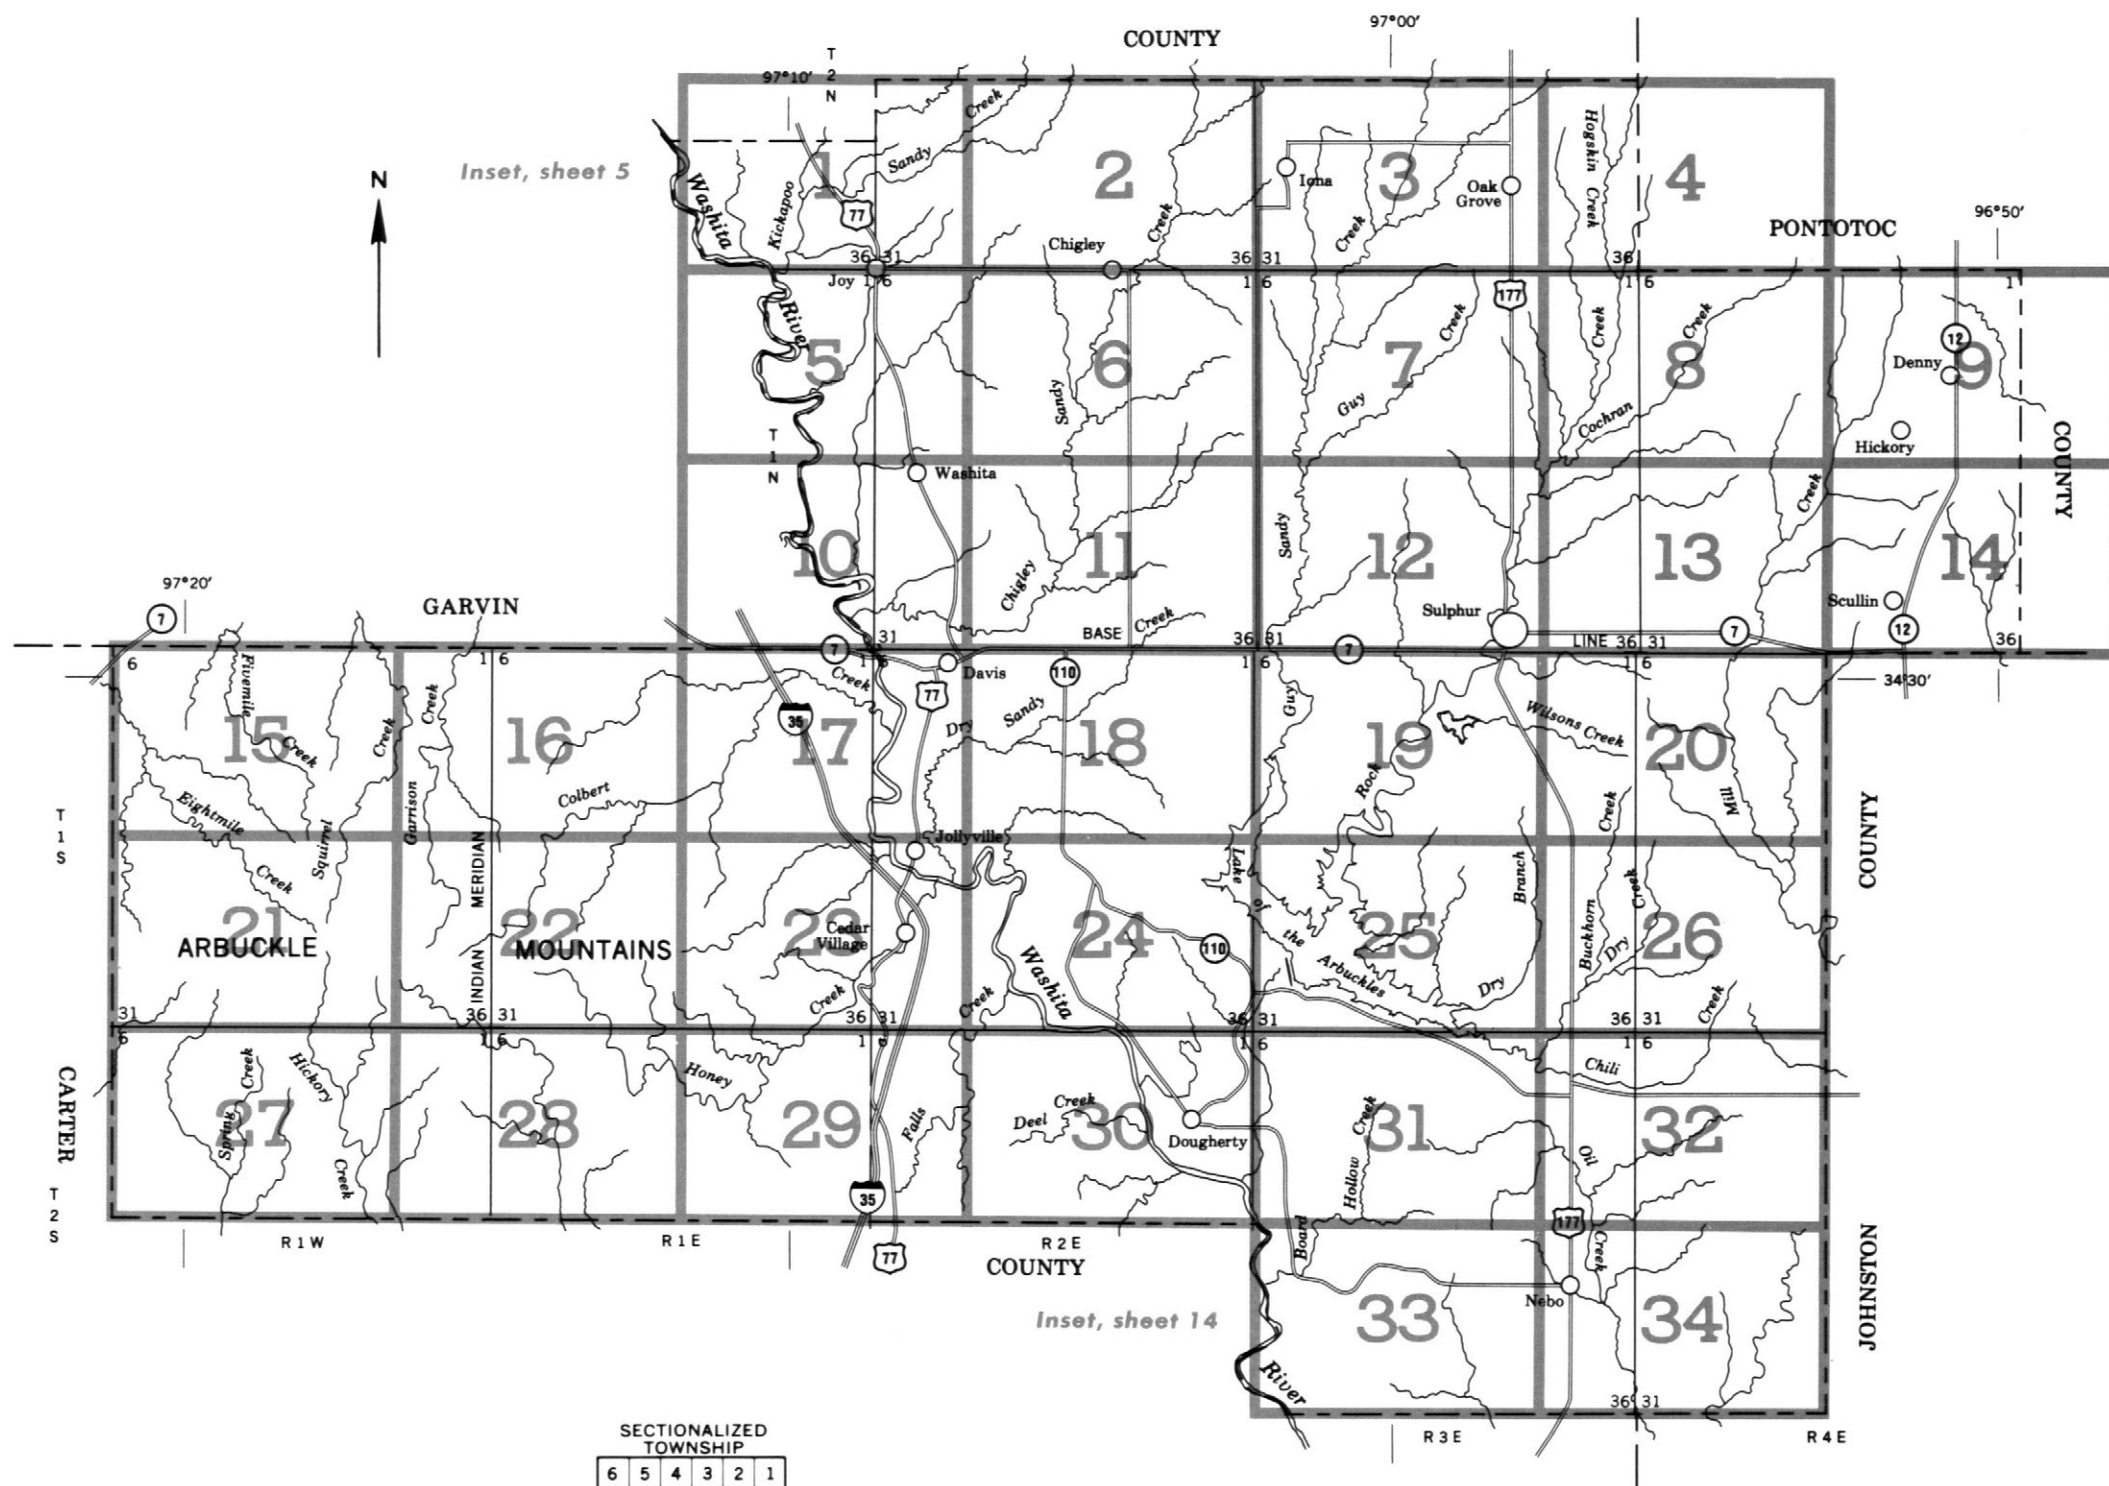 COUNTY
97°00′
97°10′
T
2
N
Inset, sheet 5
N
1
2
3
4
Creek
Sandy
Kickapoo
Washita
77
Iona
Oak
Grove
Hogskin Creek
Creek
Creek
Chigley
PONTOTOC
96°50′
36 31
36 31
36
Joy
1 6
1 6
1 6
1
River
177
5
6
7
8
9
Sandy
Guy
Creek
Creek
Creek
Cochran
12
Denny
Hickory
COUNTY
T
1
N
Washita
10
11
12
13
14
Chigley
Creek
Sandy
Creek
Sulphur
Scullin
97°20′
7
GARVIN
31
BASE
36 31
LINE 36 31
7
12
36
7
7
6
1 6
1 6
1 6
1 6
Davis
110
77
Creek
34°30′
Fivemile
Creek
Creek
Creek
35
Dry
Sandy
Guy
Wilsons Creek
15
16
17
18
19
20
Eightmile
Creek
Squirrel
Garrison
Colbert
Rock
Mill
Creek
T
1
S
MERIDIAN
INDIAN
Jollyville
Lake
of
the
Arbuckles
Branch
Dry
Buckhorn
Dry
Creek
COUNTY
21
22
23
24
25
26
ARBUCKLE
MOUNTAINS
Cedar
Village
110
Washita
Creek
Creek
Creek
31
36 31
36 31
36 31
36 31
6
1 6
1 6
1 6
1 6
CARTER
Spring Creek
Hickory
Creek
Honey
Falls
Deel Creek
Dougherty
Hollow Creek
Chili
Oil
27
28
29
30
31
32
T
2
S
35
177
Board
Creek
R 1 W
R 1 E
77
R 2 E
COUNTY
Inset, sheet 14
Nebo
33
34
JOHNSTON
River
36 31
R 3 E
R 4 E
SECTIONALIZED
TOWNSHIP
6 5 4 3 2 1